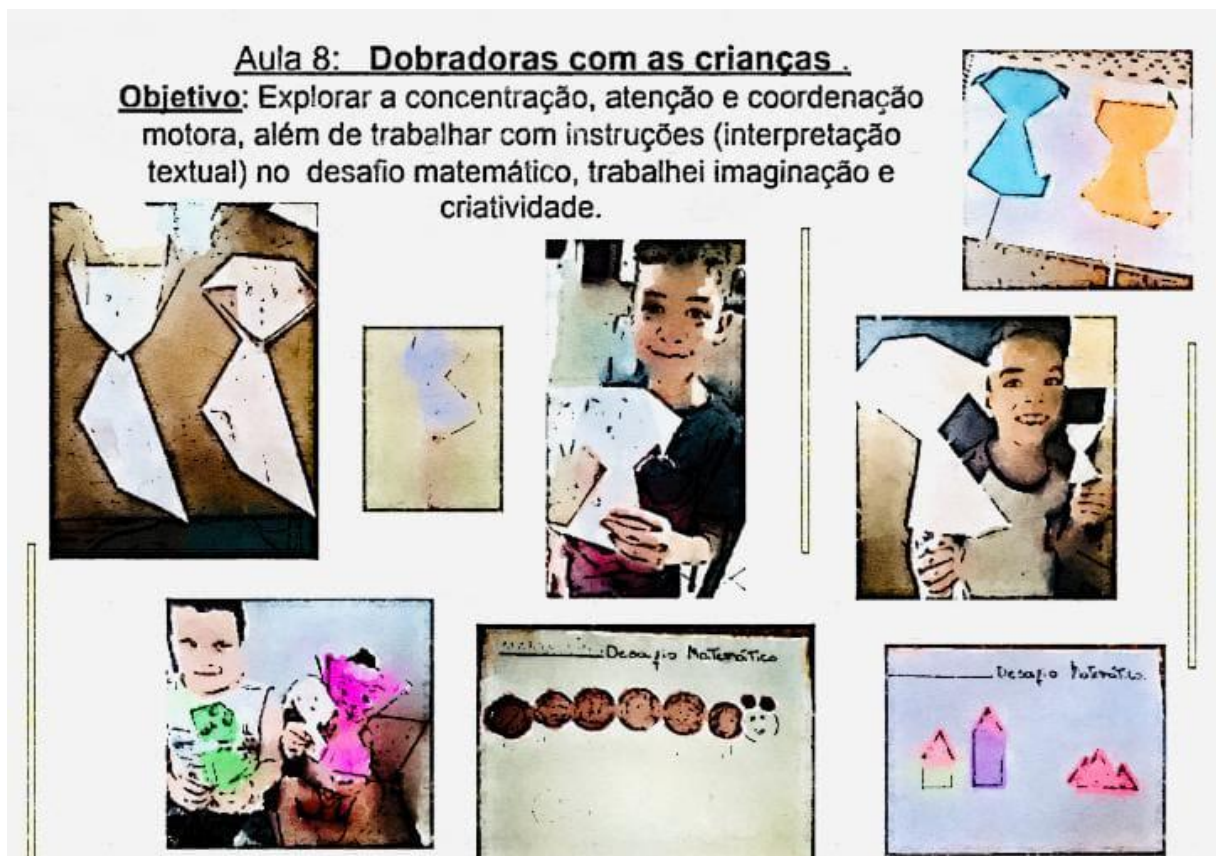 Aula 8: Dobradoras com as crianças .
Objetivo: Explorar a concentração, atenção e coordenação
motora, além de trabalhar com instruções (interpretação
textual) no desafio matemático, trabalhei imaginação e
criatividade.
Desafio Matemático
Desafio Matemático